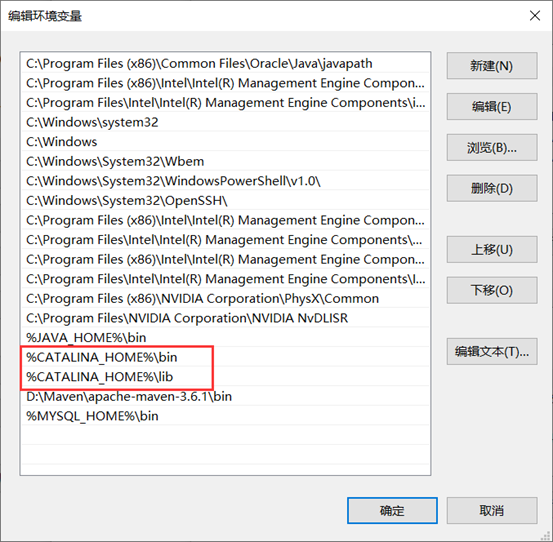 编辑环境变量
C:\Program Files (x86)\Common Files\Oracle\Java\javapath
C:\Program Files (x86)\Intel\Intel(R) Management Engine Compon...
C:\Program Files\Intel\Intel(R) Management Engine Components\i...
C:\Windows\system32
C:\Windows
C:\Windows\System32\Wbem
C:\Windows\System32\WindowsPowerShell\v1.0\
C:\Windows\System32\OpenSSH\
C:\Program Files (x86)\Intel\Intel(R) Management Engine Compon...
C:\Program Files\Intel\Intel(R) Management Engine Components\...
C:\Program Files (x86)\Intel\Intel(R) Management Engine Compon...
C:\Program Files\Intel\Intel(R) Management Engine Components\I...
C:\Program Files (x86)\NVIDIA Corporation\PhysX\Common
C:\Program Files\NVIDIA Corporation\NVIDIA NvDLISR
%JAVA_HOME%\bin
%CATALINA_HOME%\bin
%CATALINA_HOME%\lib
D:\Maven\apache-maven-3.6.1\bin
%MYSQL_HOME%\bin
新建(N)
编辑(E)
浏览(B)...
删除(D)
上移(U)
下移(O)
编辑文本(T)...
确定
取消